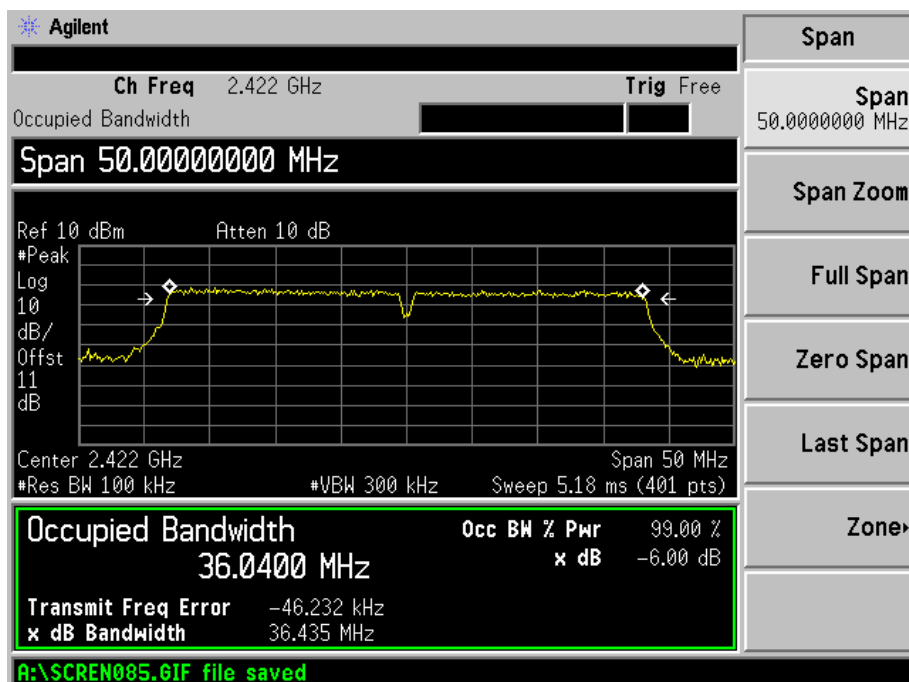 Agilent
Span
Ch Freq 2.422 GHz Trig Free
Occupied Bandwidth
Span
50.0000000 MHz
Span 50.00000000 MHz
Span Zoom
Ref 10 dBm Atten 10 dB
#Peak
Log
10
dB/
Offst
11
dB
Full Span
Zero Span
Last Span
Center 2.422 GHz Span 50 MHz
#Res BW 100 kHz #VBW 300 kHz Sweep 5.18 ms (401 pts)
Occupied Bandwidth
36.0400 MHz
Occ BW % Pwr 99.00 %
x dB -6.00 dB
Zone
Transmit Freq Error -46.232 kHz
x dB Bandwidth 36.435 MHz
A:\SCREN085.GIF file saved